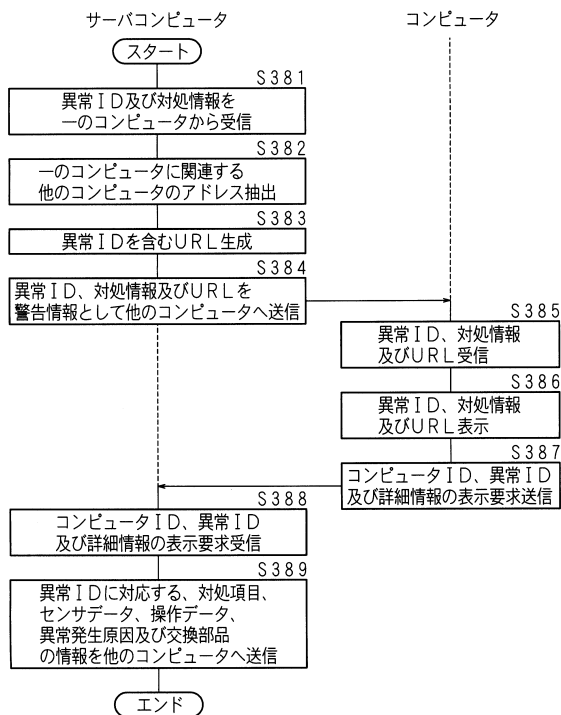 サーバコンピュータ
コンピュータ
スタート
S381
異常ID及び対処情報を
一のコンピュータから受信
S382
一のコンピュータに関連する
他のコンピュータのアドレス抽出
S383
異常IDを含むURL生成
S384
異常ID、対処情報及びURLを
警告情報として他のコンピュータへ送信
S385
異常ID、対処情報
及びURL受信
S386
異常ID、対処情報
及びURL表示
S387
コンピュータID、異常ID
及び詳細情報の表示要求送信
S388
コンピュータID、異常ID
及び詳細情報の表示要求受信
S389
異常IDに対応する、対処項目、
センサデータ、操作データ、
異常発生原因及び交換部品
の情報を他のコンピュータへ送信
エンド